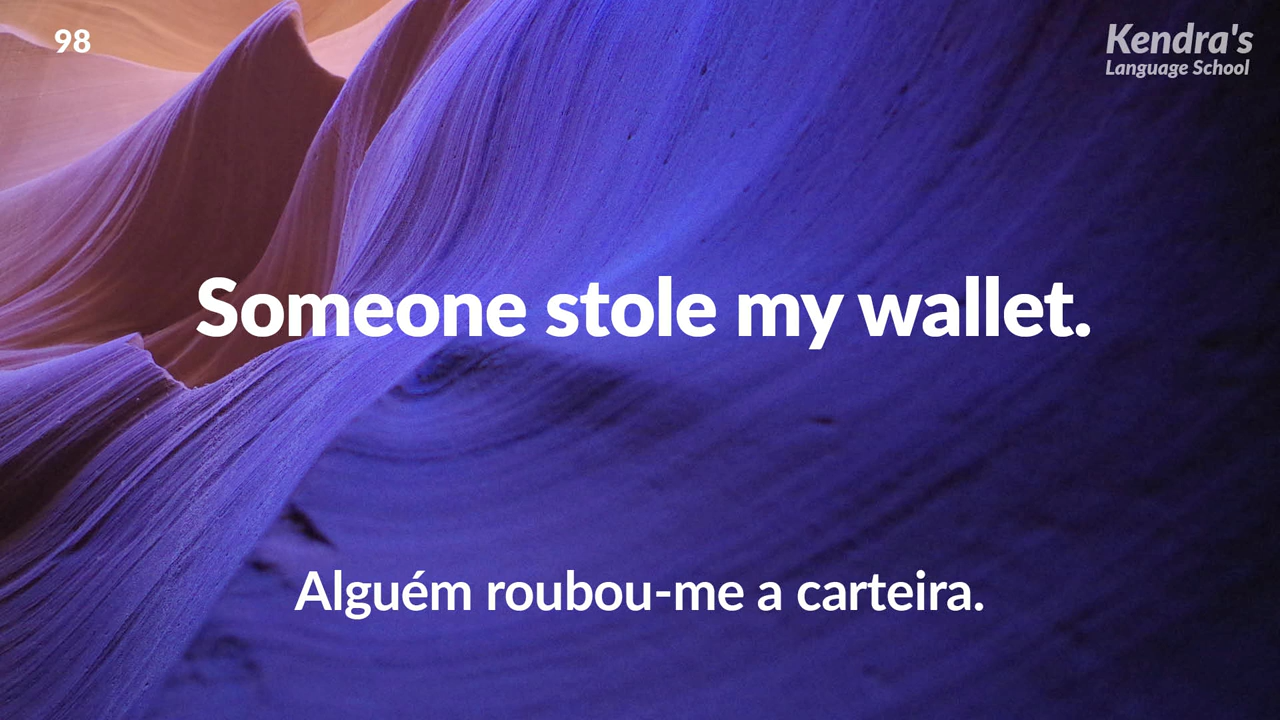 98
Kendra's
Language School
Someone stole my wallet.
Alguém roubou-me a carteira.